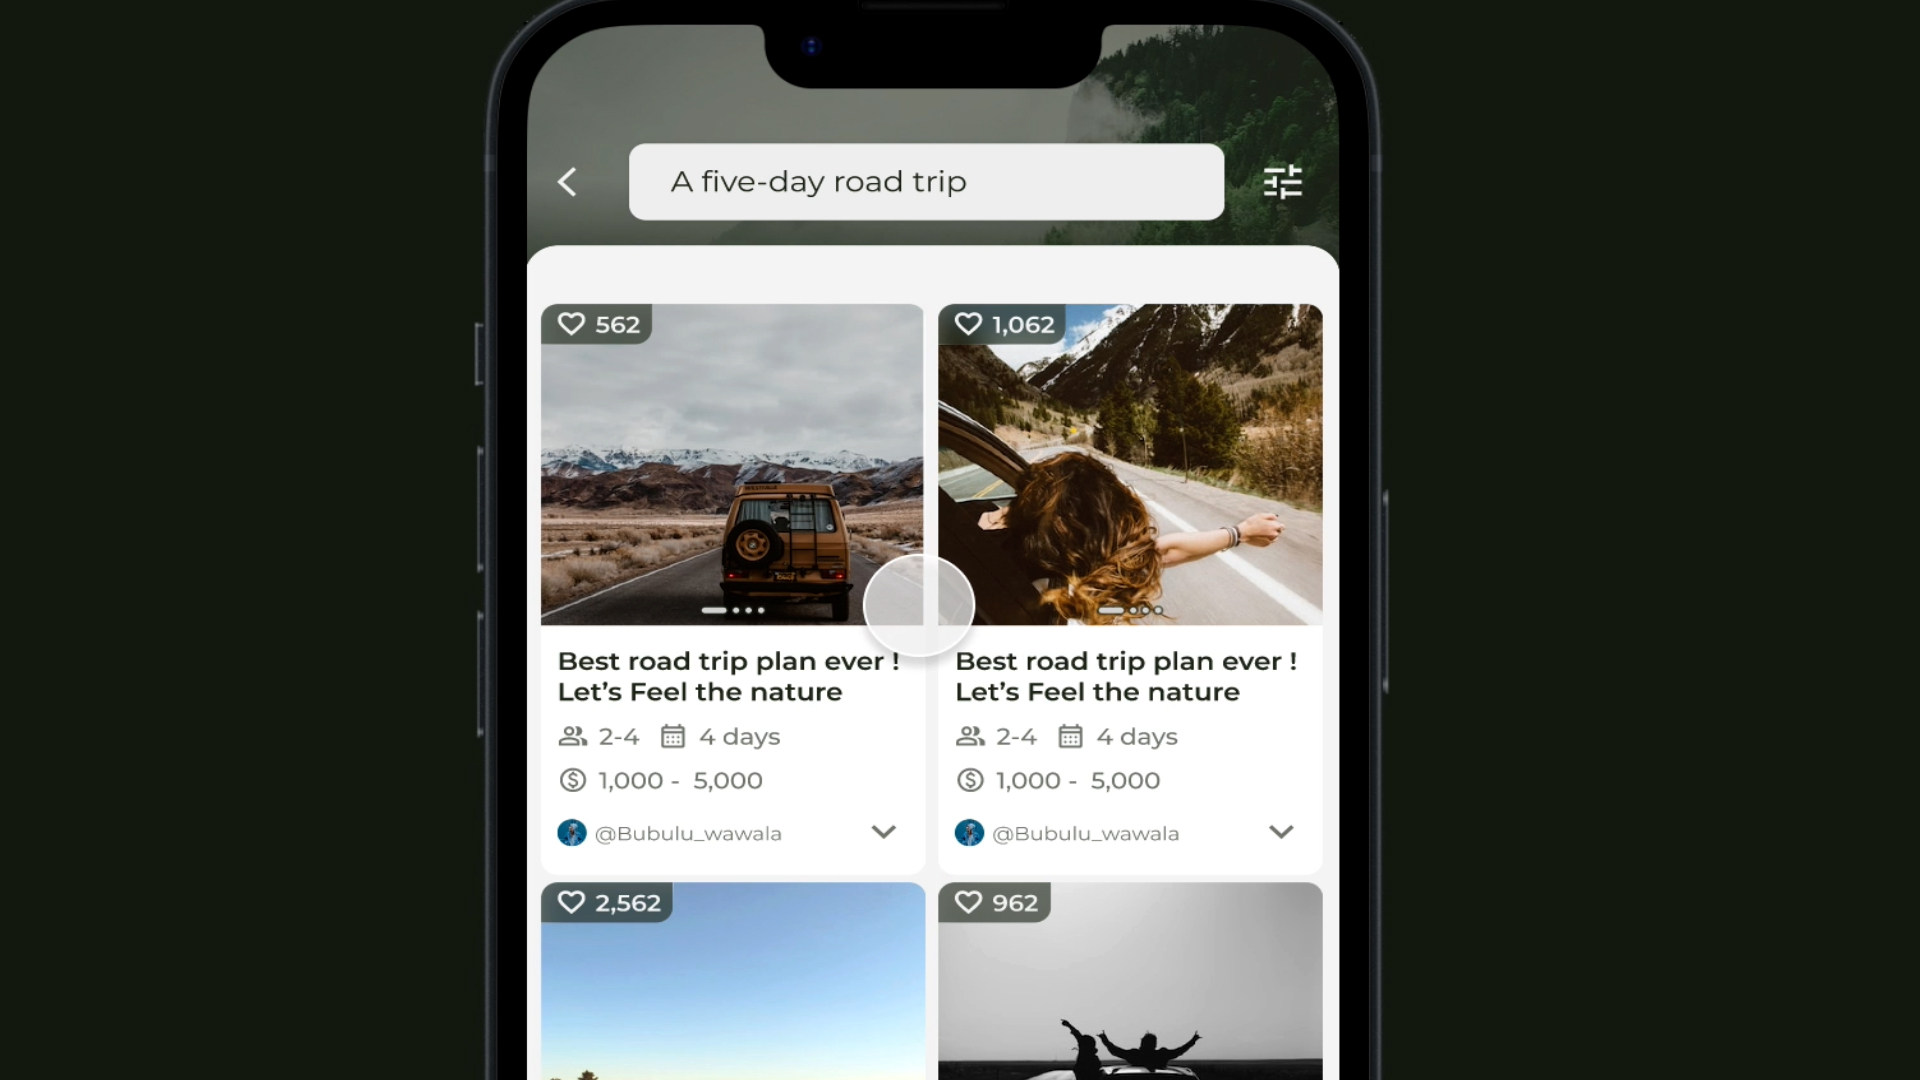 A five-day road trip
562
1,062
Best road trip plan ever !
Let’s Feel the nature
2-4 4 days
1,000 - 5,000
@Bubulu_wawala
Best road trip plan ever !
Let’s Feel the nature
2-4 4 days
1,000 - 5,000
@Bubulu_wawala
2,562
962